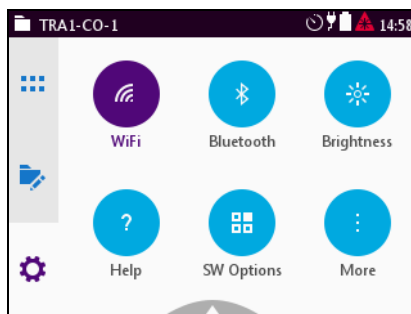 TRA1-CO-1 14:58
WiFi Bluetooth Brightness
? 
Help SW Options More